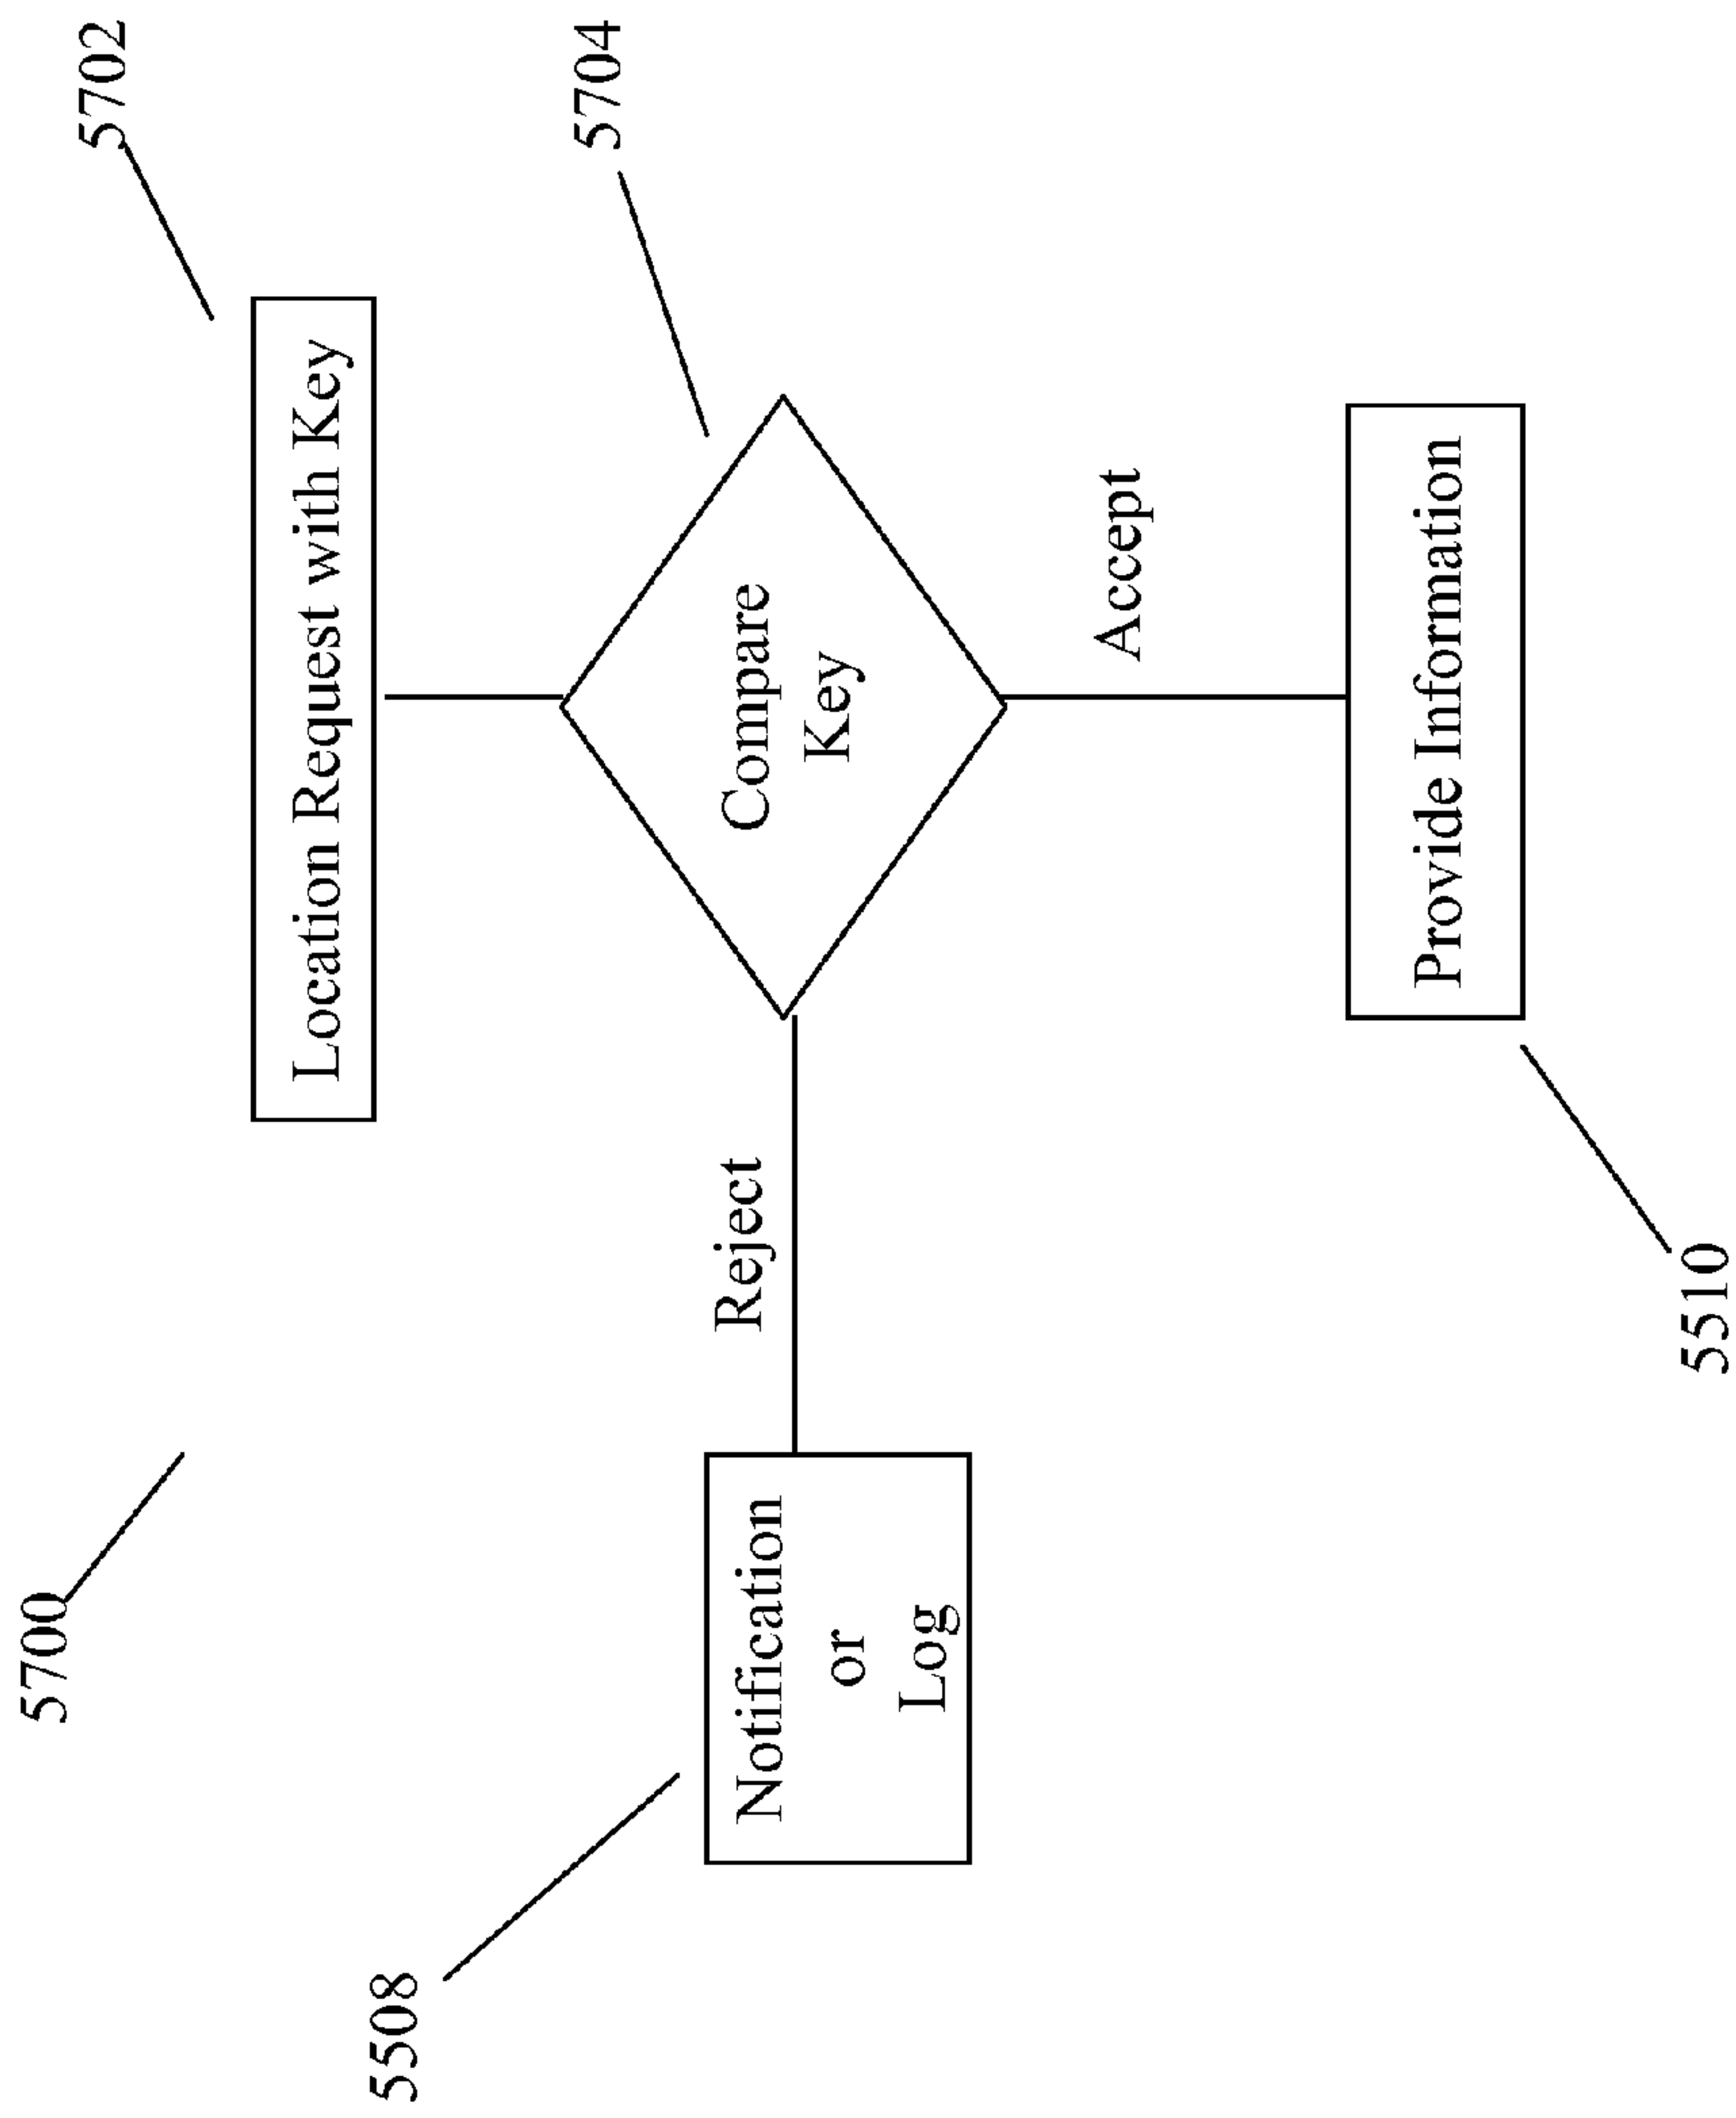 5700
5702
Location Request with Key
5508
5704
Notification
or
Log
Reject
Compare
Key
Accept
Provide Information
5510